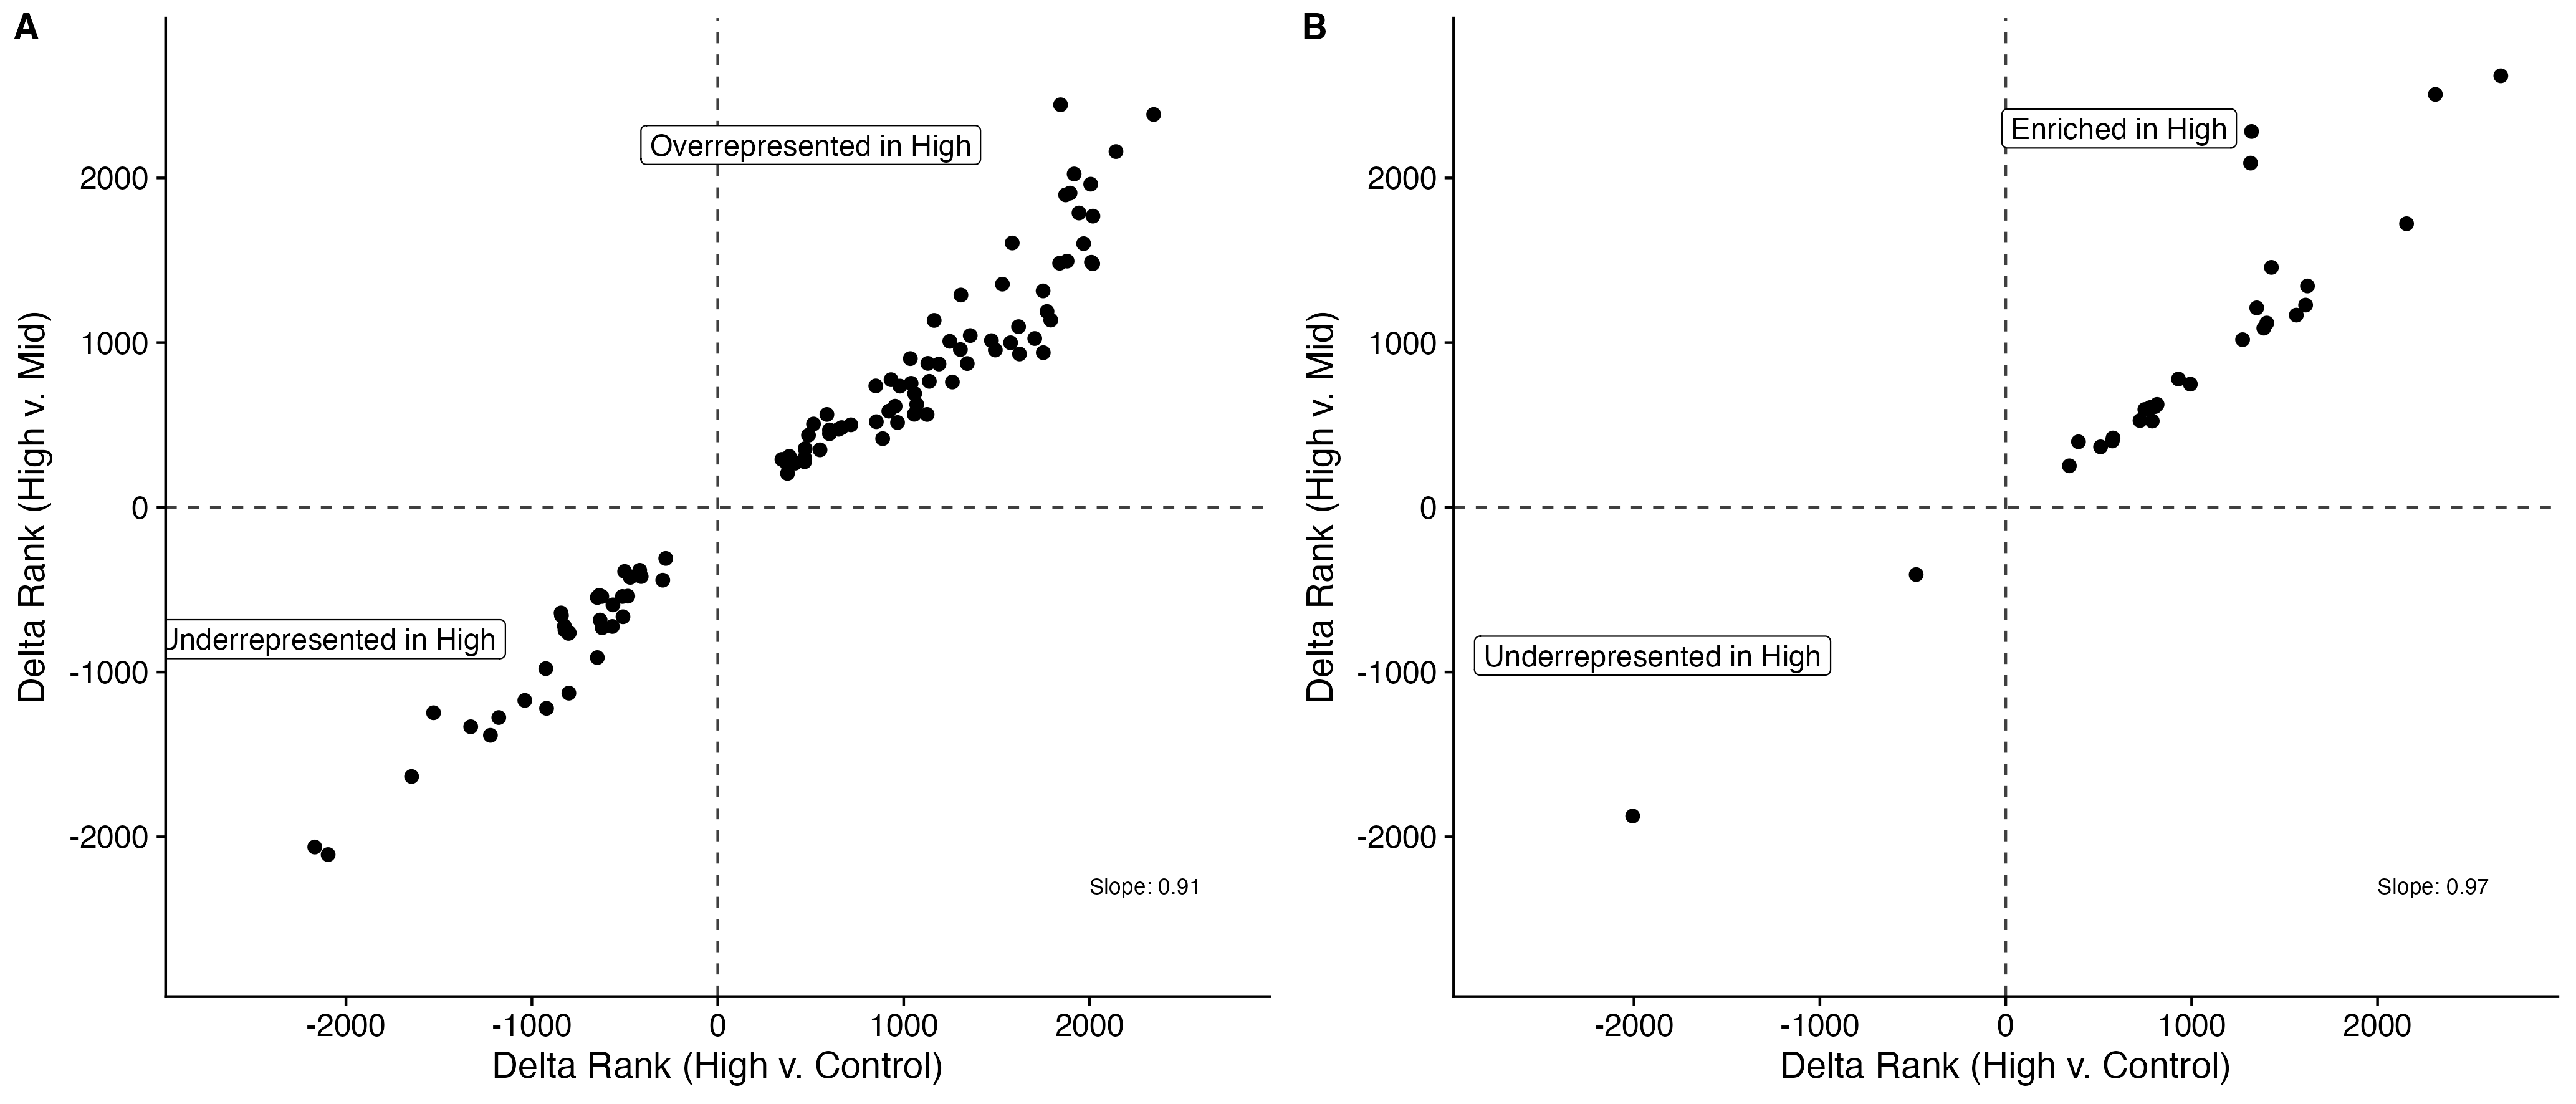 A
Overrepresented in High
Underrepresented in High
Slope: 0.91
2000
1000
0
-1000
-2000
-2000
-1000
0
1000
2000
Delta Rank (High v. Mid)
Delta Rank (High v. Control)
B
Enriched in High
Underrepresented in High
Slope: 0.97
2000
1000
0
-1000
-2000
-2000
-1000
0
1000
2000
Delta Rank (High v. Mid)
Delta Rank (High v. Control)